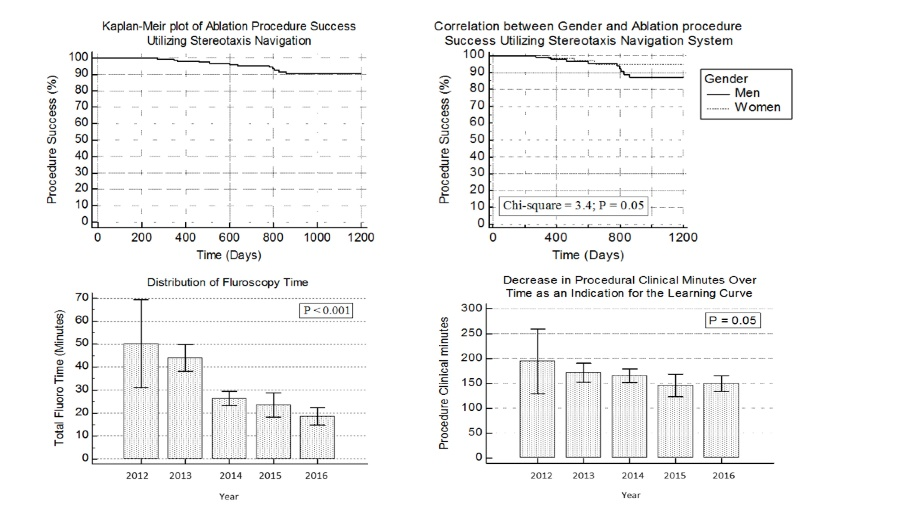 Kaplan-Meir plot of Ablation Procedure Success
Utilizing Stereotaxis Navigation
Procedure Success (%)
100
90
80
70
60
50
40
30
20
10
0
0 200 400 600 800 1000 1200
Time (Days)
Correlation between Gender and Ablation procedure
Success Utilizing Stereotaxis Navigation System
Procedure Success (%)
100
90
80
70
60
50
40
30
20
10
0
Chi-square = 3.4; P = 0.05
0 400 800 1200
Time (Days)
Gender
Men
Women
Distribution of Fluroscopy Time
Total Fluoro Time (Minutes)
70
60
50
40
30
20
10
0
P < 0.001
2012 2013 2014 2015 2016
Year
Decrease in Procedural Clinical Minutes Over
Time as an Indication for the Learning Curve
Procedure Clinical minutes
300
250
200
150
100
50
0
P = 0.05
2012 2013 2014 2015 2016
Year